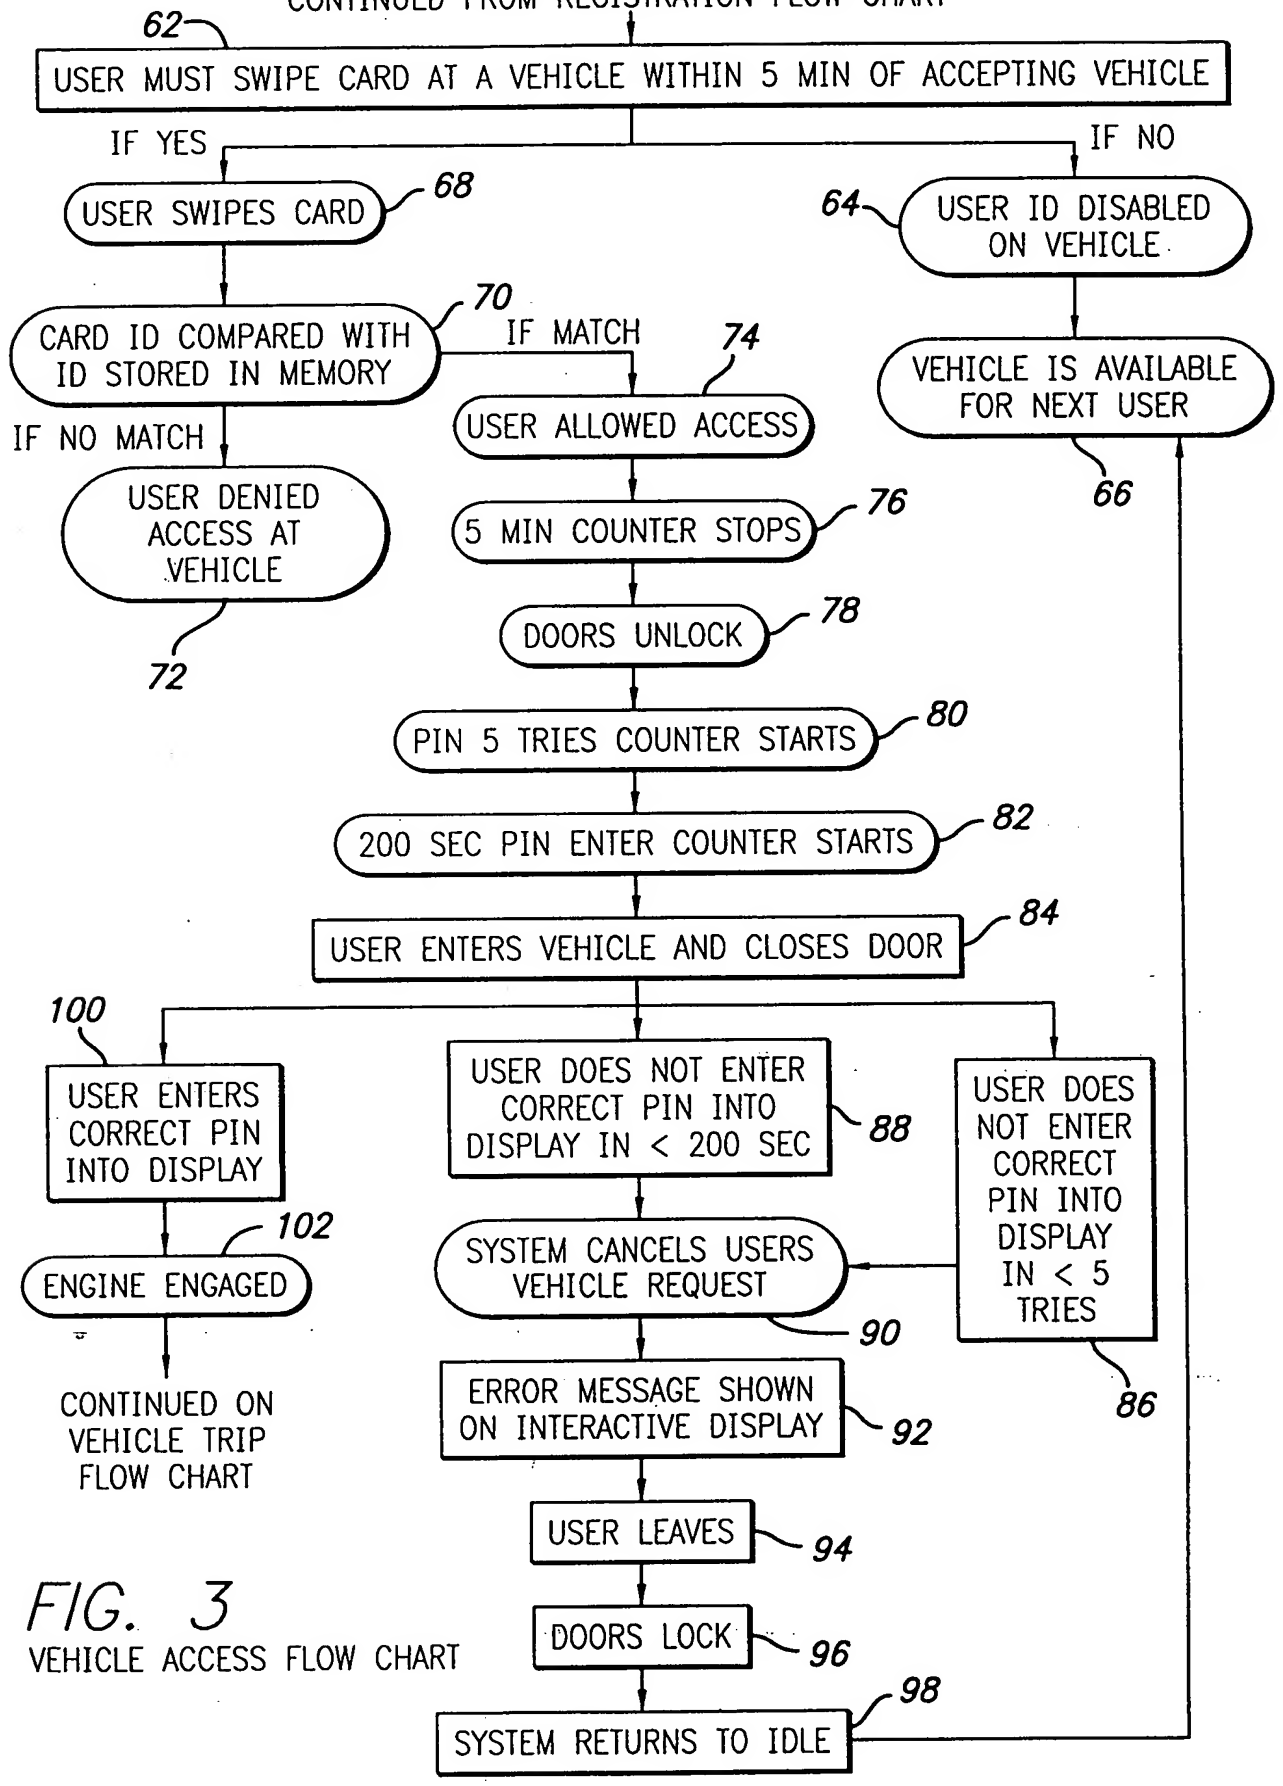 CONTINUED FROM REGISTRATION FLOW CHART
62
USER MUST SWIPE CARD AT A VEHICLE WITHIN 5 MIN OF ACCEPTING VEHICLE
IF YES
IF NO
68
USER SWIPES CARD
64
USER ID DISABLED
ON VEHICLE
70
CARD ID COMPARED WITH
ID STORED IN MEMORY
IF MATCH
74
VEHICLE IS AVAILABLE
FOR NEXT USER
66
USER ALLOWED ACCESS
IF NO MATCH
USER DENIED
ACCESS AT
VEHICLE
72
76
5 MIN COUNTER STOPS
78
DOORS UNLOCK
80
PIN 5 TRIES COUNTER STARTS
82
200 SEC PIN ENTER COUNTER STARTS
84
USER ENTERS VEHICLE AND CLOSES DOOR
100
USER ENTERS
CORRECT PIN
INTO DISPLAY
102
ENGINE ENGAGED
CONTINUED ON
VEHICLE TRIP
FLOW CHART
USER DOES NOT ENTER
CORRECT PIN INTO
DISPLAY IN < 200 SEC
88
USER DOES
NOT ENTER
CORRECT
PIN INTO
DISPLAY
IN < 5
TRIES
86
SYSTEM CANCELS USERS
VEHICLE REQUEST
90
ERROR MESSAGE SHOWN
ON INTERACTIVE DISPLAY
92
USER LEAVES
94
DOORS LOCK
96
98
SYSTEM RETURNS TO IDLE
FIG. 3
VEHICLE ACCESS FLOW CHART